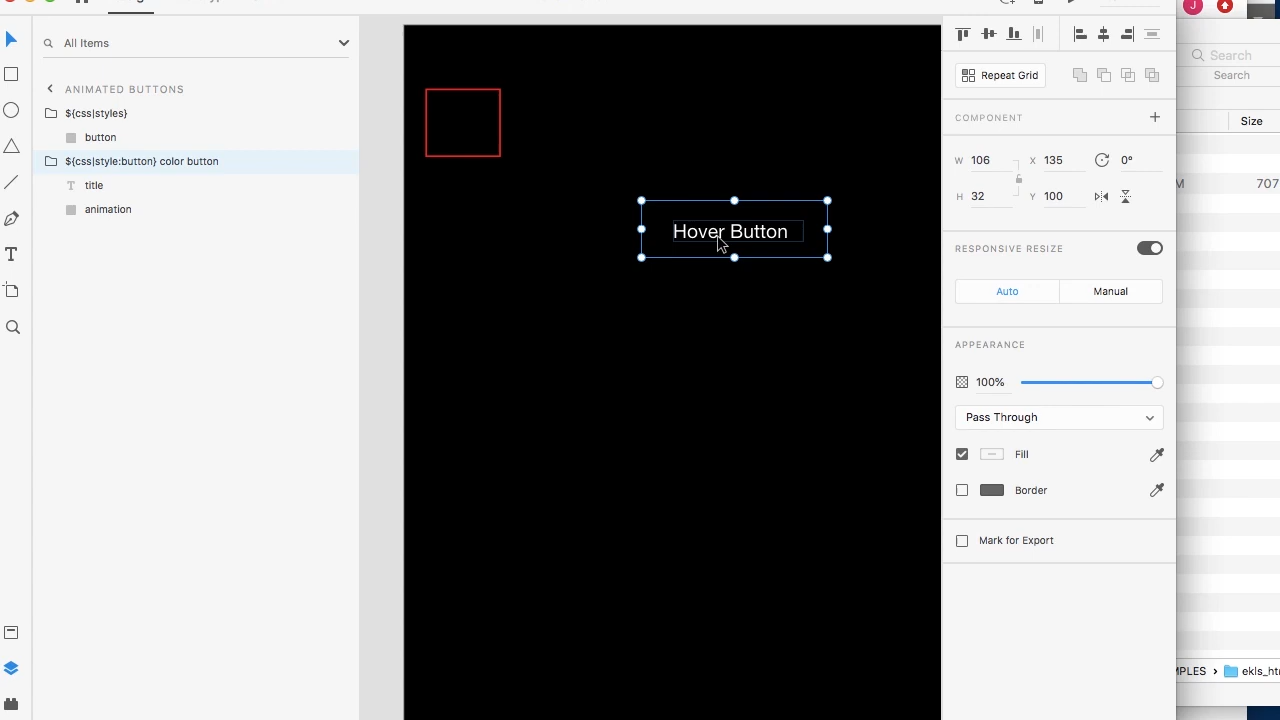 All Items
ANIMATED BUTTONS
${css|styles}
button
${css|style:button} color button
title
animation
Hover Button
Repeat Grid
COMPONENT
W 106 X 135 0°
H 32 Y 100
RESPONSIVE RESIZE
Auto Manual
APPEARANCE
100%
Pass Through
Fill
Border
Mark for Export
J
Search
Search
Size
M 707
MPLES › ekls_ht